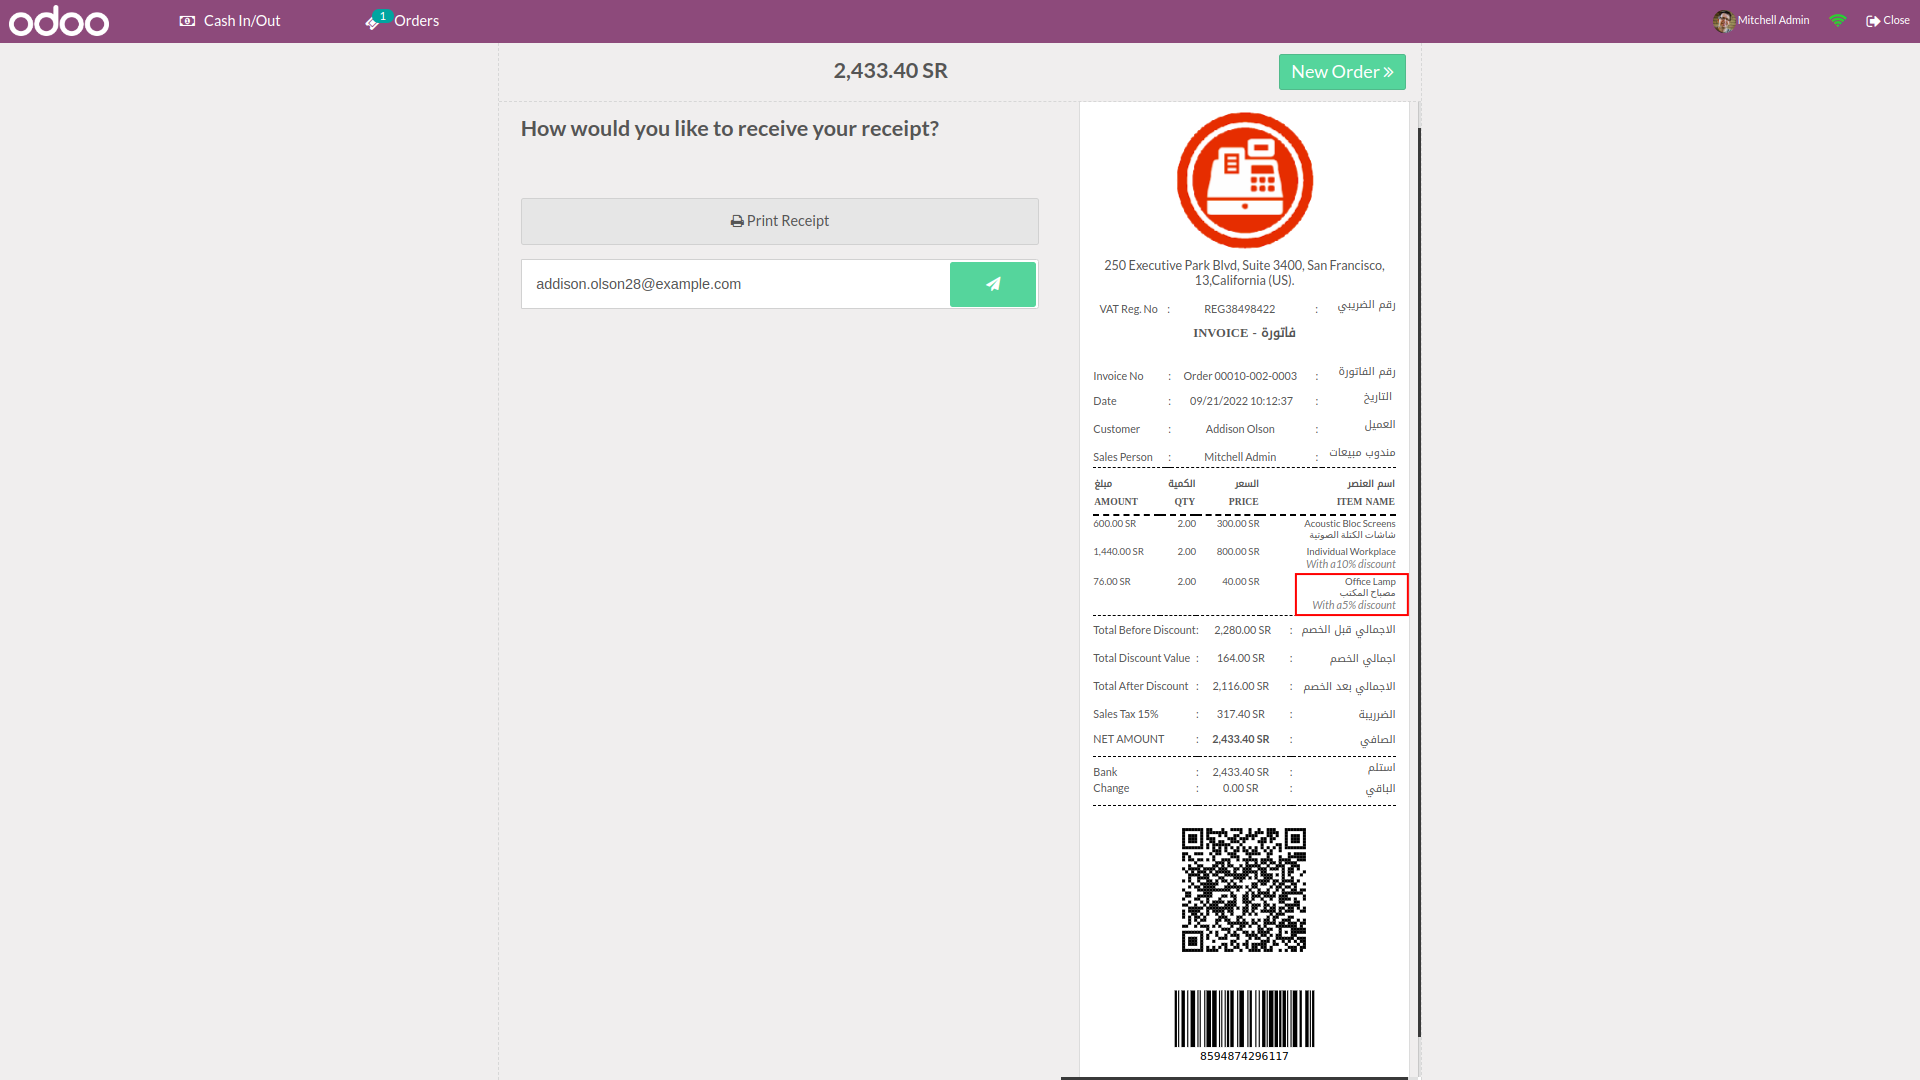 odoo
Cash In/Out
1
Orders
Mitchell Admin
Close
2,433.40 SR
New Order
How would you like to receive your receipt?
Print Receipt
addison.olson28@example.com
250 Executive Park Blvd, Suite 3400, San Francisco,
13,California (US).
VAT Reg. No : REG38498422 : رقم الضريبي
INVOICE - فاتورة
Invoice No : Order 00010-002-0003 : رقم الفاتورة
Date : 09/21/2022 10:12:37 : التاريخ
Customer : Addison Olson : العميل
Sales Person : Mitchell Admin : مندوب مبيعات
مبلغ الكمية السعر اسم العنصر
AMOUNT QTY PRICE ITEM NAME
600.00 SR 2.00 300.00 SR Acoustic Bloc Screens
شاشات الكتلة الصوتية
1,440.00 SR 2.00 800.00 SR Individual Workplace
With a10% discount
76.00 SR 2.00 40.00 SR Office Lamp
مصباح المكتب
With a5% discount
Total Before Discount: 2,280.00 SR : الاجمالي قبل الخصم
Total Discount Value : 164.00 SR : اجمالي الخصم
Total After Discount : 2,116.00 SR : الاجمالي بعد الخصم
Sales Tax 15% : 317.40 SR : الضرريبة
NET AMOUNT : 2,433.40 SR : الصافي
Bank : 2,433.40 SR : استلم
Change : 0.00 SR : الباقي
8594874296117